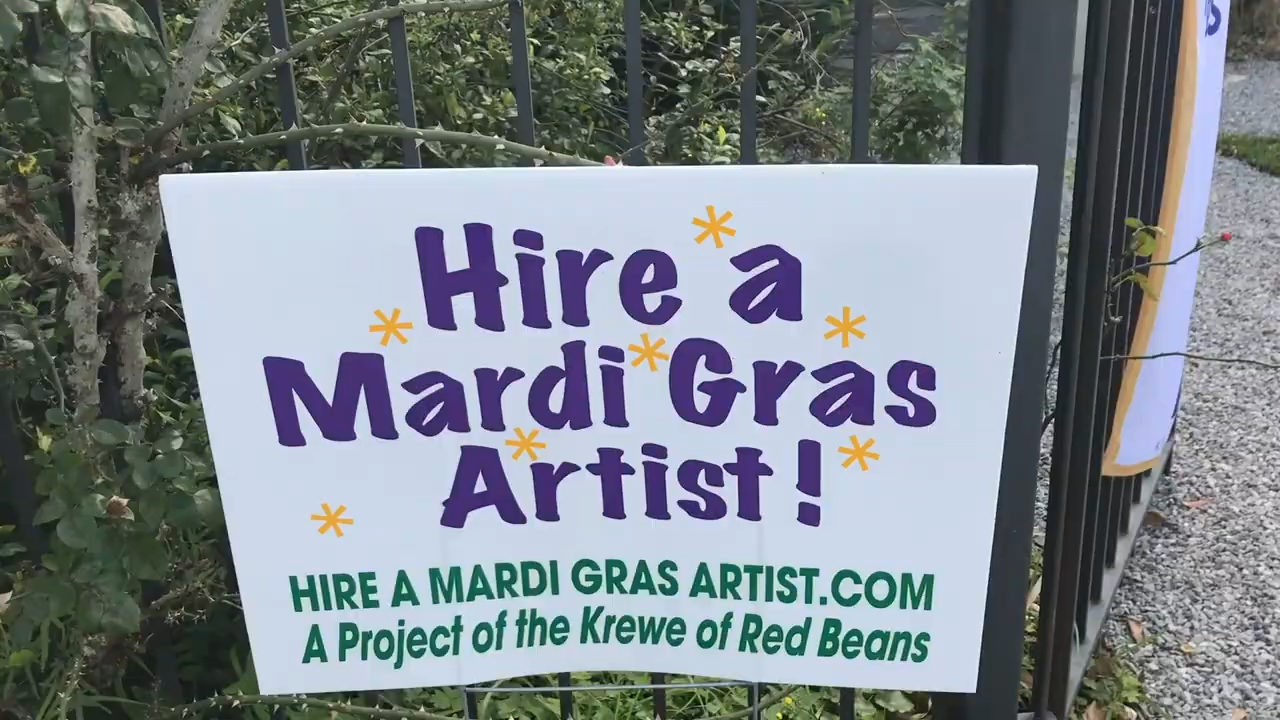 Hire a
Mardi Gras
Artist!
HIRE A MARDI GRAS ARTIST.COM
A Project of the Krewe of Red Beans